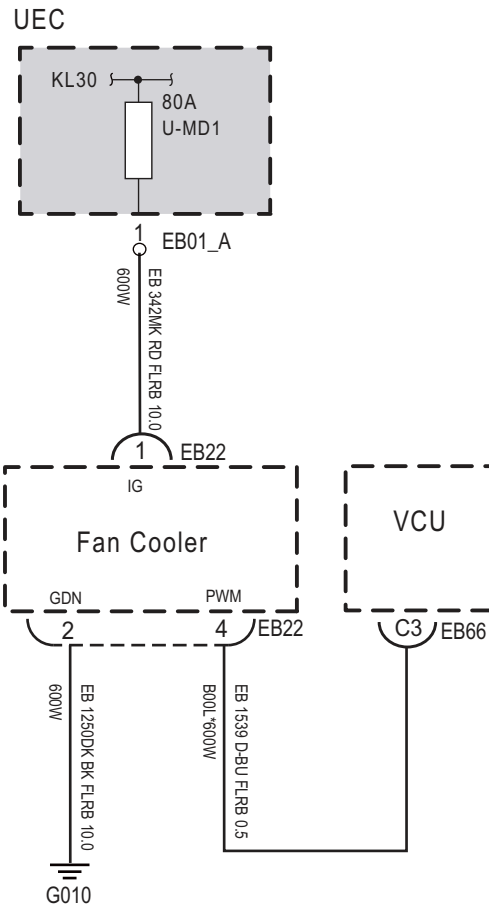 UEC
KL30
80A
U-MD1
1
EB01_A
EB 342MK RD FLRB 10.0
600W
1
EB22
IG
Fan Cooler
VCU
GDN
PWM
2
4
EB22
C3
EB66
EB 1250DK BK FLRB 10.0
600W
EB 1539 D-BU FLRB 0.5
B00L*600W
G010